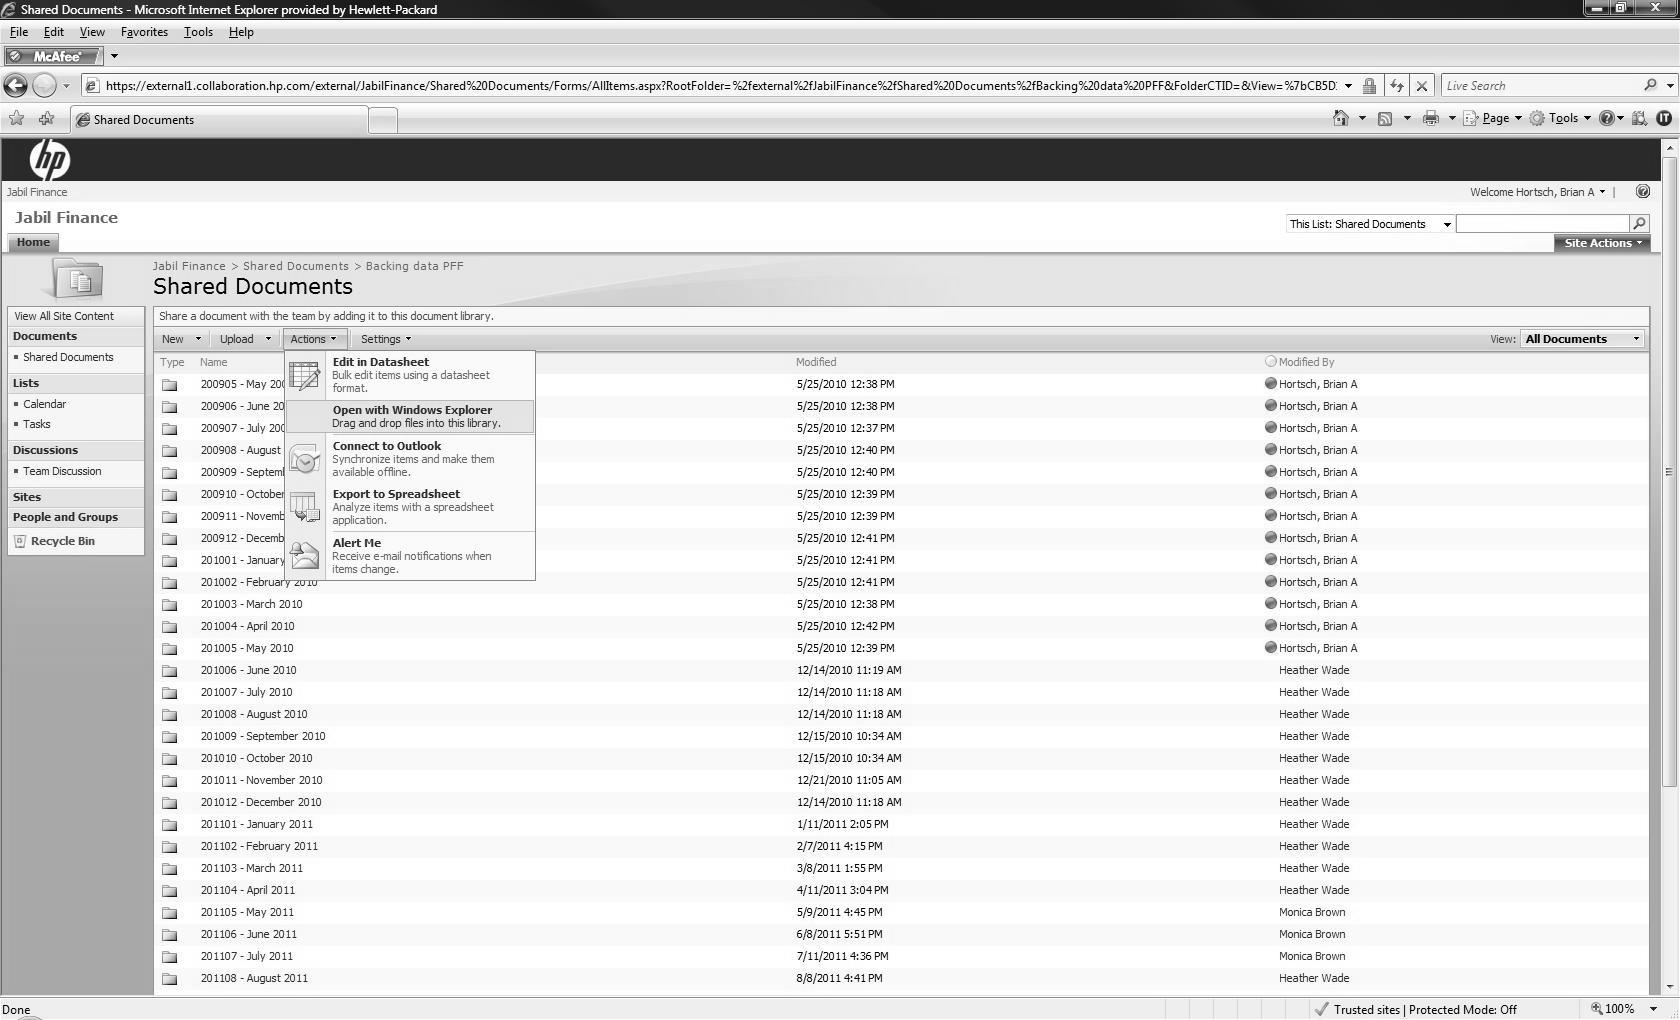 Shared Documents - Microsoft Internet Explorer provided by Hewlett-Packard
File Edit View Favorites Tools Help
McAfee
https://external1.collaboration.hp.com/external/JabilFinance/Shared%20Documents/Forms/AllItems.aspx?RootFolder=%2fexternal%2fJabilFinance%2fShared Documents%2fBacking%20data%20PFF&FolderCTID=&View=%7bCB5D Live Search
Shared Documents Page Tools
hp
Jabil Finance Welcome Hortsch, Brian A |
Jabil Finance
This List: Shared Documents
Home Site Actions
Jabil Finance > Shared Documents > Backing data PFF
Shared Documents
View All Site Content
Documents
Shared Documents
Lists
Calendar
Tasks
Discussions
Team Discussion
Sites
People and Groups
Recycle Bin
Share a document with the team by adding it to this document library.
New Upload Actions Settings View: All Documents
Type Name Modified Modified By
Edit in Datasheet
Bulk edit items using a datasheet
format.
Open with Windows Explorer
Drag and drop files into this library.
Connect to Outlook
Synchronize items and make them
available offline.
Export to Spreadsheet
Analyze items with a spreadsheet
application.
Alert Me
Receive e-mail notifications when
items change.
200905 - May 200 5/25/2010 12:38 PM Hortsch, Brian A
200906 - June 20 5/25/2010 12:38 PM Hortsch, Brian A
200907 - July 200 5/25/2010 12:37 PM Hortsch, Brian A
200908 - August 5/25/2010 12:40 PM Hortsch, Brian A
200909 - Septem 5/25/2010 12:40 PM Hortsch, Brian A
200910 - October 5/25/2010 12:39 PM Hortsch, Brian A
200911 - Novemb 5/25/2010 12:39 PM Hortsch, Brian A
200912 - Decemb 5/25/2010 12:41 PM Hortsch, Brian A
201001 - January 5/25/2010 12:41 PM Hortsch, Brian A
201002 - February 2010 5/25/2010 12:41 PM Hortsch, Brian A
201003 - March 2010 5/25/2010 12:38 PM Hortsch, Brian A
201004 - April 2010 5/25/2010 12:42 PM Hortsch, Brian A
201005 - May 2010 5/25/2010 12:39 PM Hortsch, Brian A
201006 - June 2010 12/14/2010 11:19 AM Heather Wade
201007 - July 2010 12/14/2010 11:18 AM Heather Wade
201008 - August 2010 12/14/2010 11:18 AM Heather Wade
201009 - September 2010 12/15/2010 10:34 AM Heather Wade
201010 - October 2010 12/15/2010 10:34 AM Heather Wade
201011 - November 2010 12/21/2010 11:05 AM Heather Wade
201012 - December 2010 12/14/2010 11:18 AM Heather Wade
201101 - January 2011 1/11/2011 2:05 PM Heather Wade
201102 - February 2011 2/7/2011 4:15 PM Heather Wade
201103 - March 2011 3/8/2011 1:55 PM Heather Wade
201104 - April 2011 4/11/2011 3:04 PM Heather Wade
201105 - May 2011 5/9/2011 4:45 PM Monica Brown
201106 - June 2011 6/8/2011 5:51 PM Monica Brown
201107 - July 2011 7/11/2011 4:36 PM Monica Brown
201108 - August 2011 8/8/2011 4:41 PM Heather Wade
Done Trusted sites | Protected Mode: Off 100%